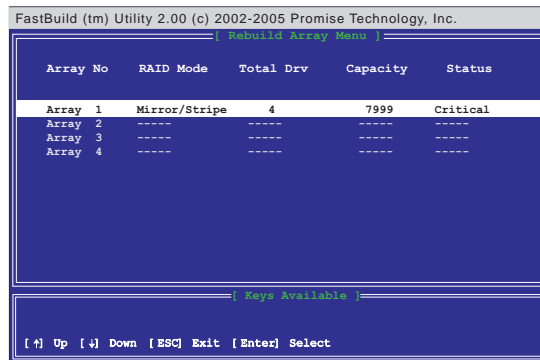 FastBuild (tm) Utility 2.00 (c) 2002-2005 Promise Technology, Inc.
[ Rebuild Array Menu ]
Array No RAID Mode Total Drv Capacity Status
Array 1 Mirror/Stripe 4 7999 Critical
Array 2 ----- ----- ----- -----
Array 3 ----- ----- ----- -----
Array 4 ----- ----- ----- -----
[ Keys Available ]
[↑] Up [↓] Down [ESC] Exit [Enter] Select